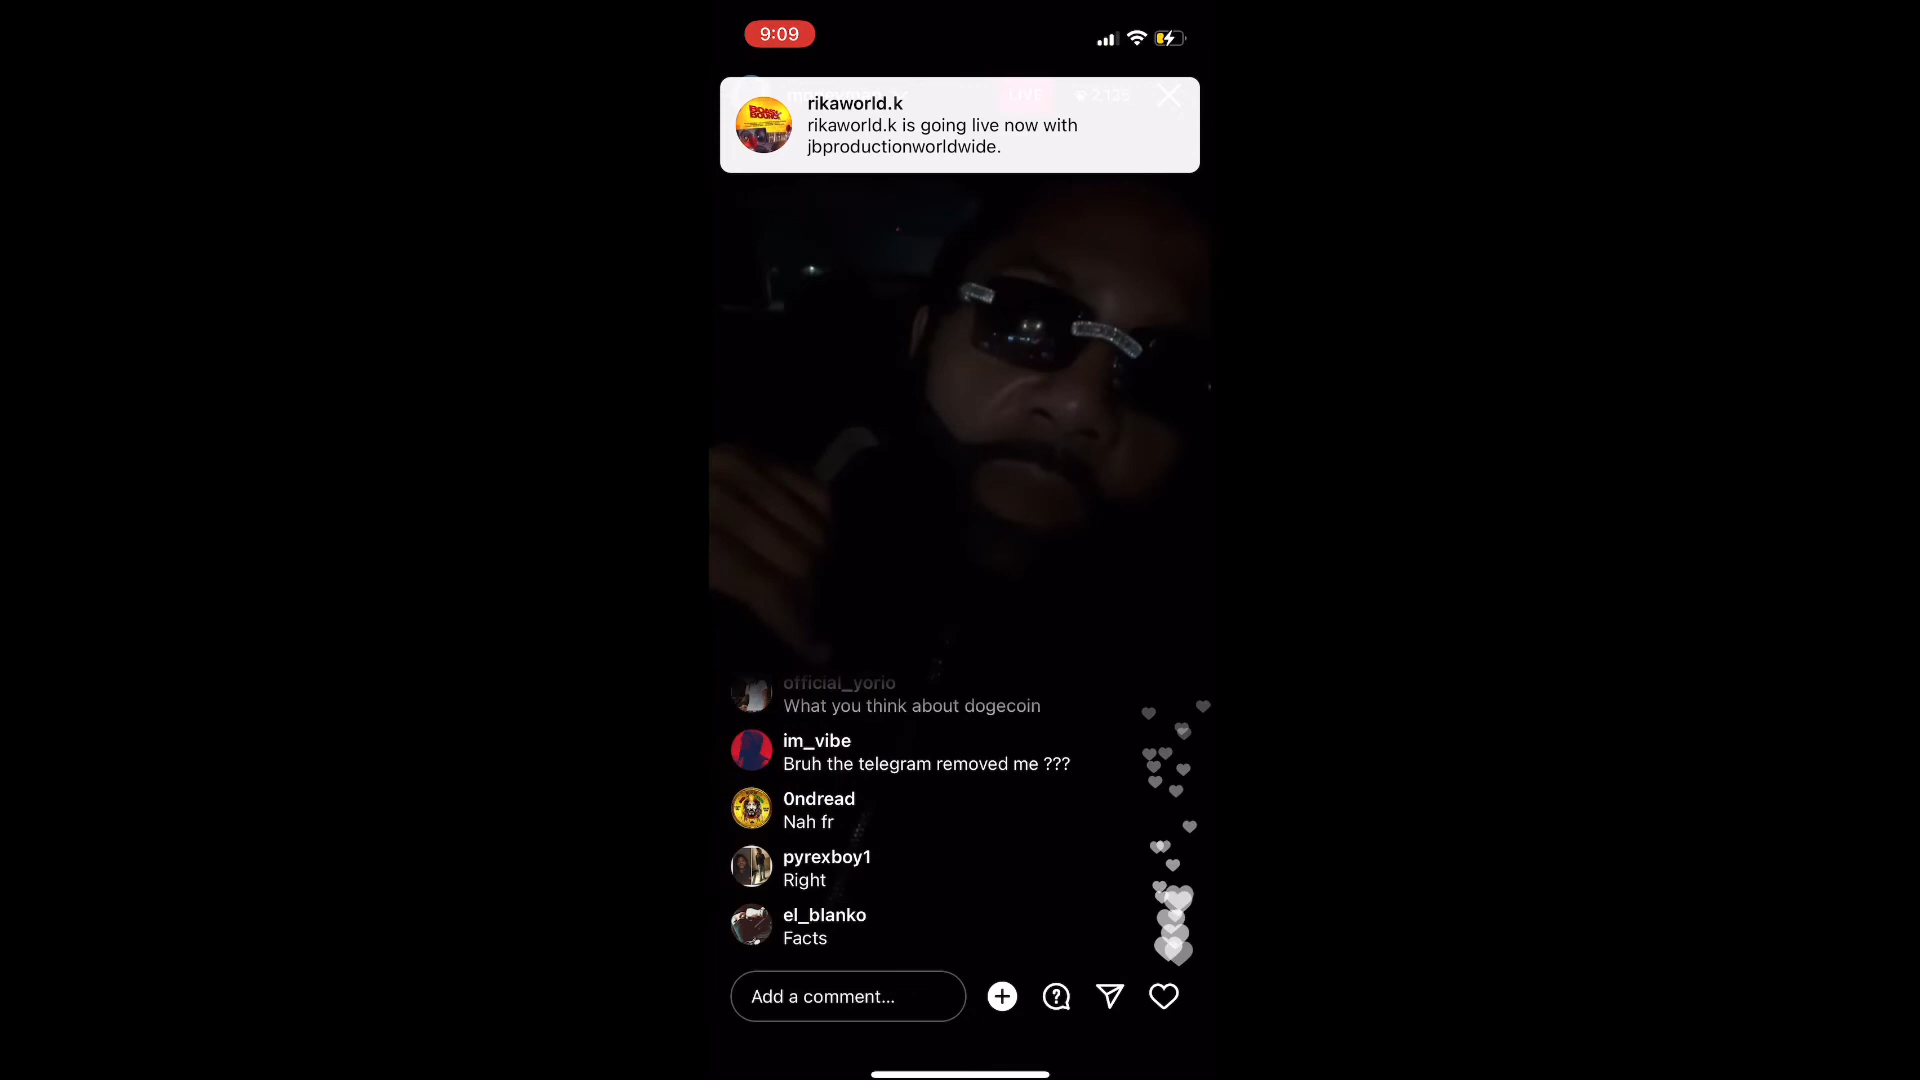 9:09
rikaworld.k
rikaworld.k is going live now with
jbproductionworldwide.
LIVE
official_yorio
What you think about dogecoin
im_vibe
Bruh the telegram removed me ???
0ndread
Nah fr
pyrexboy1
Right
el_blanko
Facts
Add a comment...